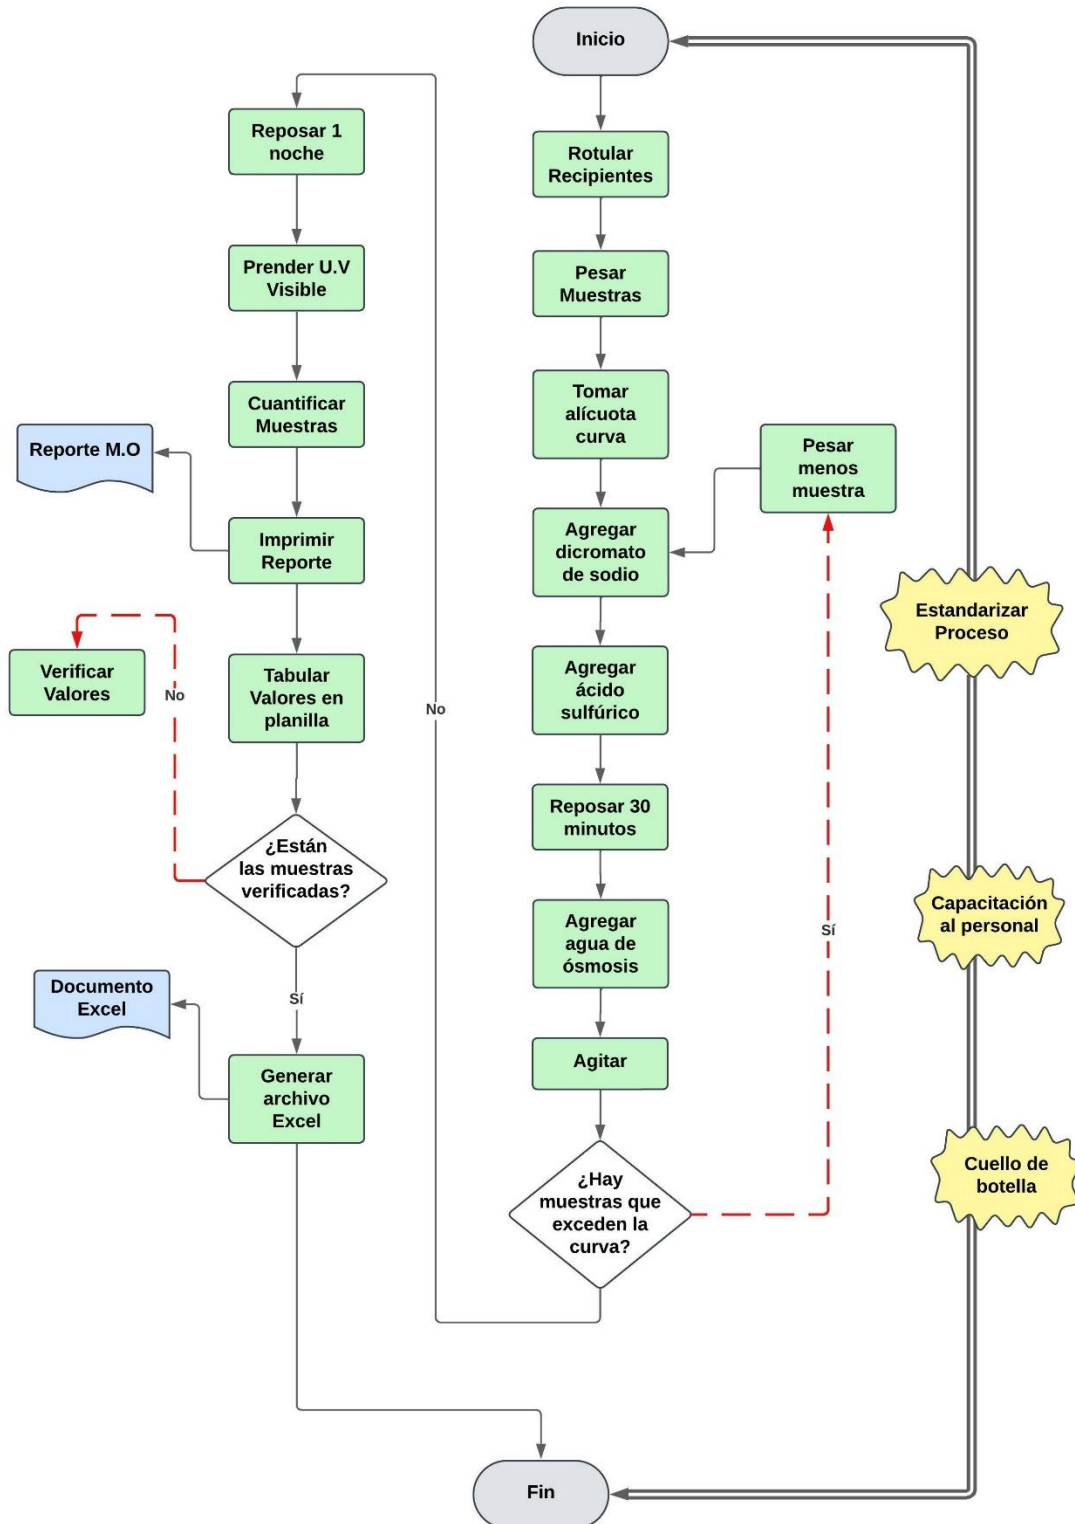 Inicio
Rotular
Recipientes
Pesar
Muestras
Tomar
alícuota
curva
Agregar
dicromato
de sodio
Pesar
menos
muestra
Agregar
ácido
sulfúrico
Reposar 30
minutos
Agregar
agua de
ósmosis
Agitar
¿Hay
muestras que
exceden la
curva?
Sí
No
Reposar 1
noche
Prender U.V
Visible
Cuantificar
Muestras
Imprimir
Reporte
Reporte M.O
Tabular
Valores en
planilla
¿Están
las muestras
verificadas?
No
Verificar
Valores
Sí
Generar
archivo
Excel
Documento
Excel
Fin
Estandarizar
Proceso
Capacitación
al personal
Cuello de
botella